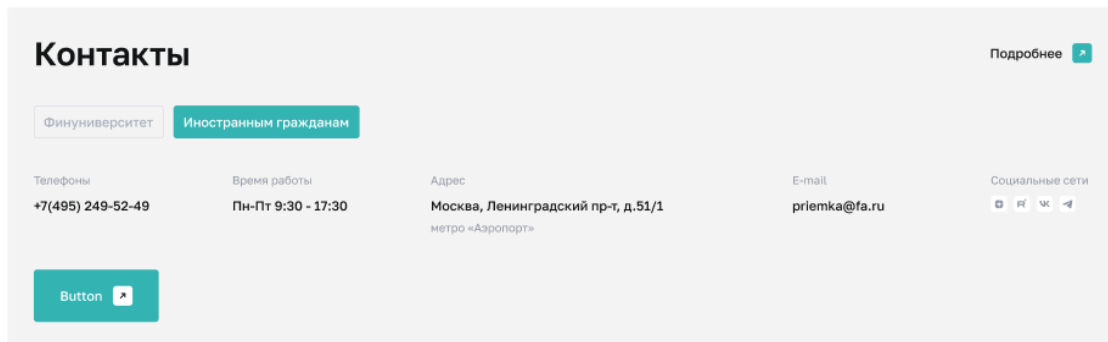 Контакты
Подробнее
Финуниверситет
Иностранным гражданам
Телефоны
+7(495) 249-52-49
Время работы
Пн-Пт 9:30 - 17:30
Адрес
Москва, Ленинградский пр-т, д.51/1
метро «Аэропорт»
E-mail
priemka@fa.ru
Социальные сети
Button